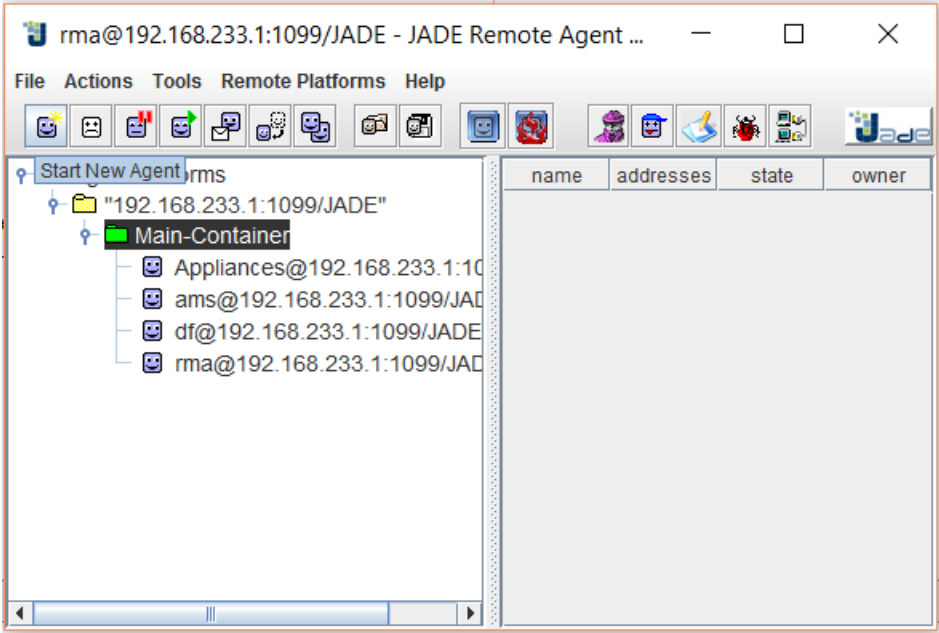 rma@192.168.233.1:1099/JADE - JADE Remote Agent ...
File Actions Tools Remote Platforms Help
Jade
Start New Agent
rms
name addresses state owner
"192.168.233.1:1099/JADE"
Main-Container
Appliances@192.168.233.1:10
ams@192.168.233.1:1099/JAD
df@192.168.233.1:1099/JADE
rma@192.168.233.1:1099/JAD